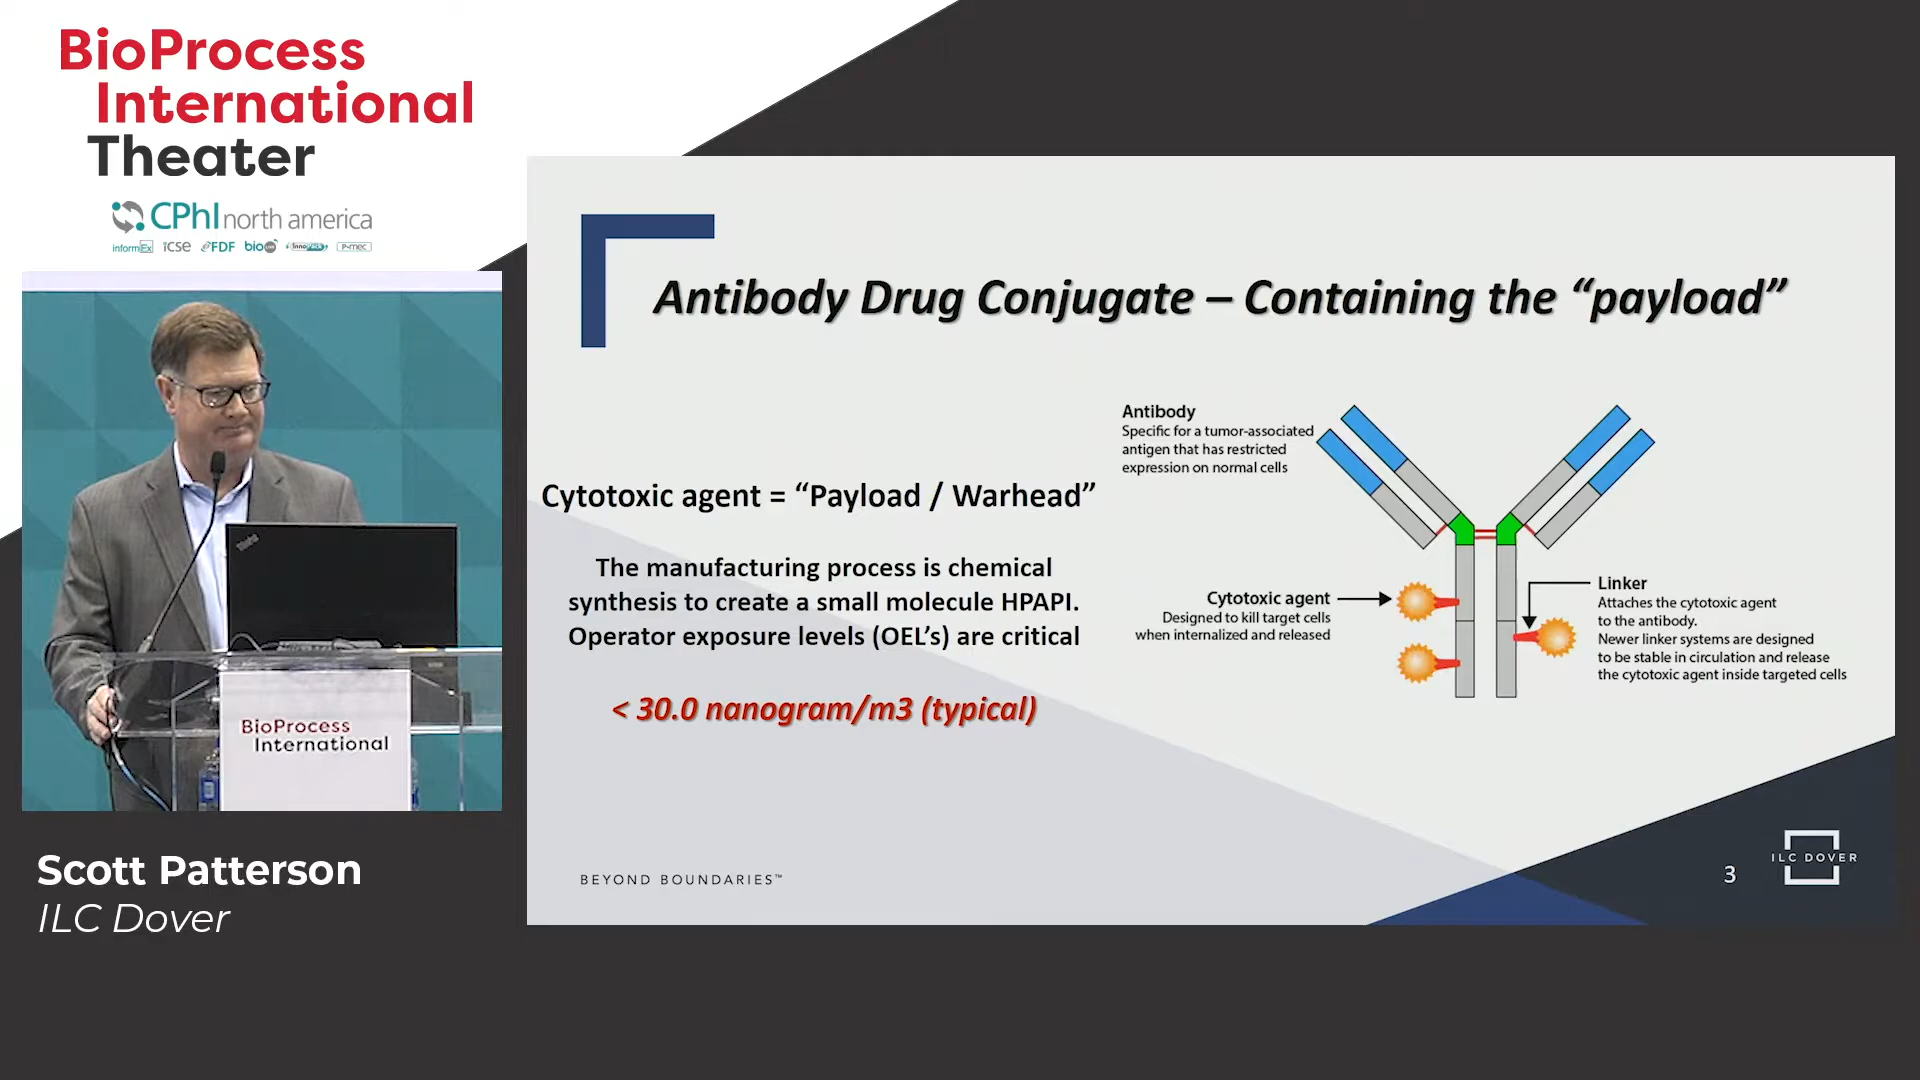 BioProcess
International
Theater
CPhI north america
informEx icse FDF bio LIVE InnoPack P-mec
Antibody Drug Conjugate – Containing the “payload”
Antibody
Specific for a tumor-associated
antigen that has restricted
expression on normal cells
Cytotoxic agent = “Payload / Warhead”
The manufacturing process is chemical
synthesis to create a small molecule HPAPI.
Operator exposure levels (OEL’s) are critical
< 30.0 nanogram/m3 (typical)
Cytotoxic agent
Designed to kill target cells
when internalized and released
Linker
Attaches the cytotoxic agent
to the antibody.
Newer linker systems are designed
to be stable in circulation and release
the cytotoxic agent inside targeted cells
BEYOND BOUNDARIES™
3
ILC DOVER
ThinkPad
BioProcess
International
Scott Patterson
ILC Dover